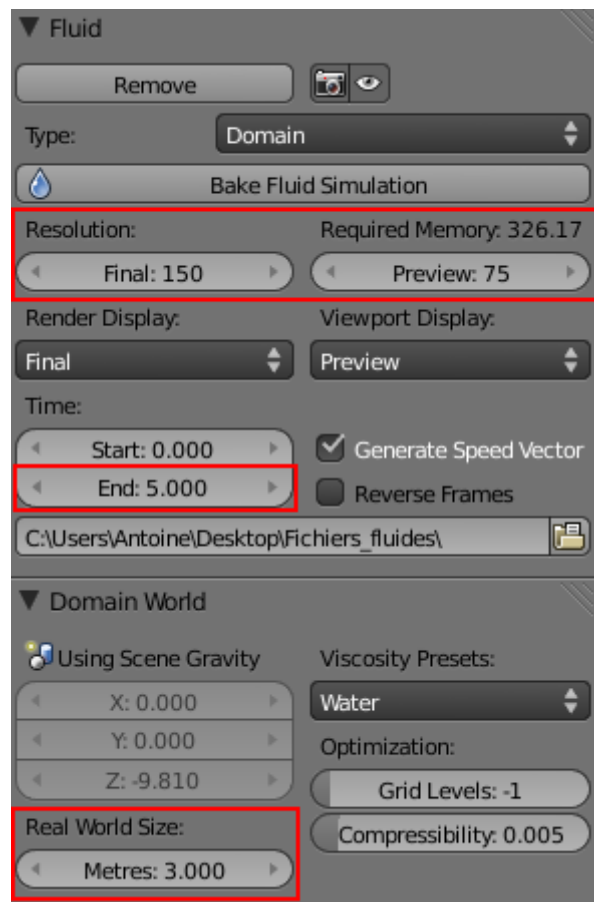 Fluid
Remove
Type: Domain
Bake Fluid Simulation
Resolution: Required Memory: 326.17
Final: 150 Preview: 75
Render Display: Viewport Display:
Final Preview
Time:
Start: 0.000 Generate Speed Vector
End: 5.000 Reverse Frames
C:\Users\Antoine\Desktop\Fichiers_fluides\
Domain World
Using Scene Gravity Viscosity Presets:
X: 0.000 Water
Y: 0.000 Optimization:
Z: -9.810 Grid Levels: -1
Real World Size: Compressibility: 0.005
Metres: 3.000